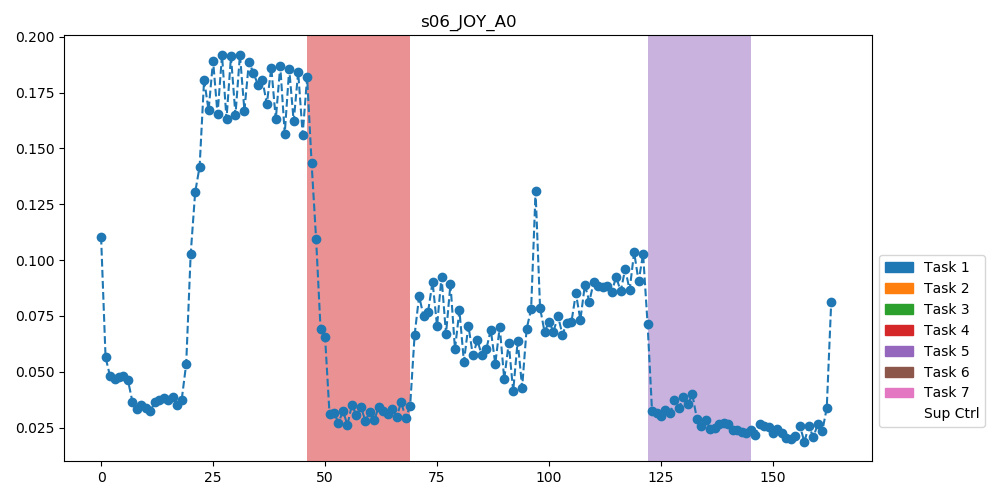 s06_JOY_A0
0.200
0.175
0.150
0.125
0.100
0.075
0.050
0.025
0 25 50 75 100 125 150
Task 1
Task 2
Task 3
Task 4
Task 5
Task 6
Task 7
Sup Ctrl